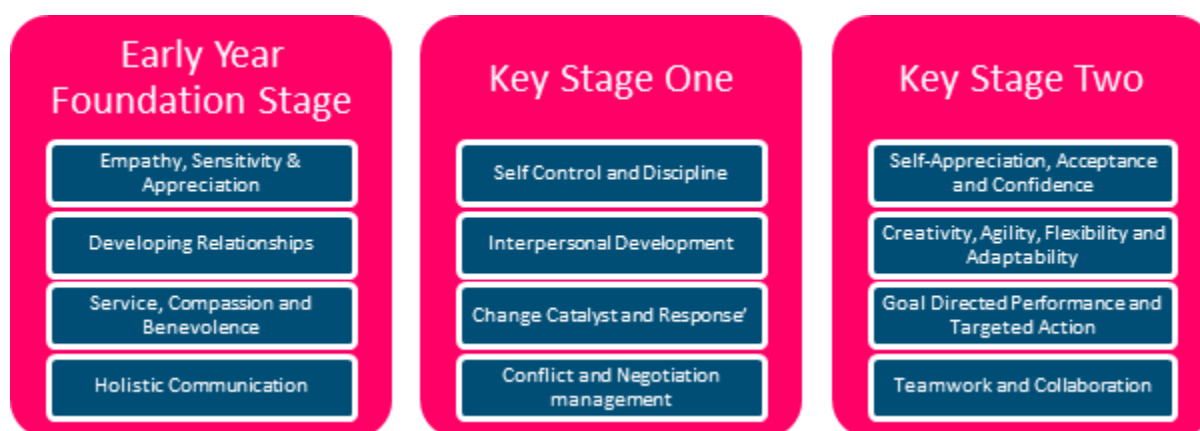 Early Year
Foundation Stage
Empathy, Sensitivity &
Appreciation
Developing Relationships
Service, Compassion and
Benevolence
Holistic Communication
Key Stage One
Self Control and Discipline
Interpersonal Development
Change Catalyst and Response'
Conflict and Negotiation
management
Key Stage Two
Self-Appreciation, Acceptance
and Confidence
Creativity, Agility, Flexibility and
Adaptability
Goal Directed Performance and
Targeted Action
Teamwork and Collaboration